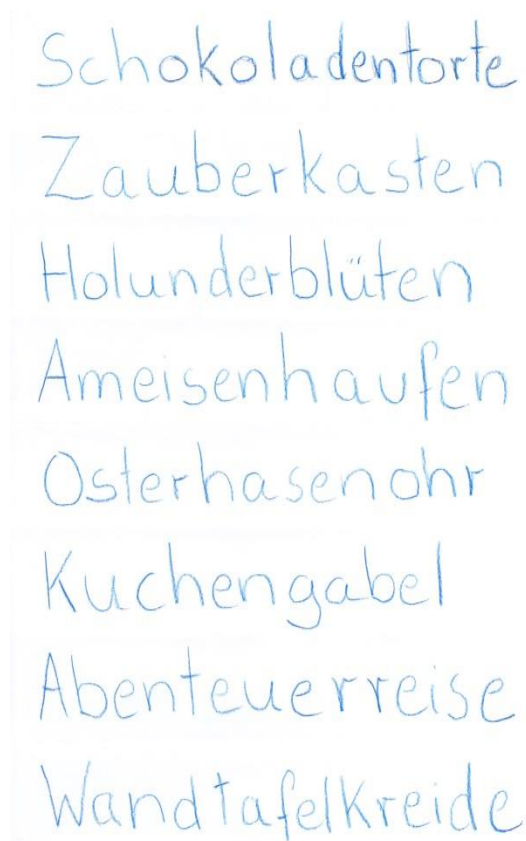 Schokoladentorte
Zauberkasten
Holunderblüten
Ameisenhaufen
Osterhasenohr
Kuchengabel
Abenteuerreise
Wandtafelkreide